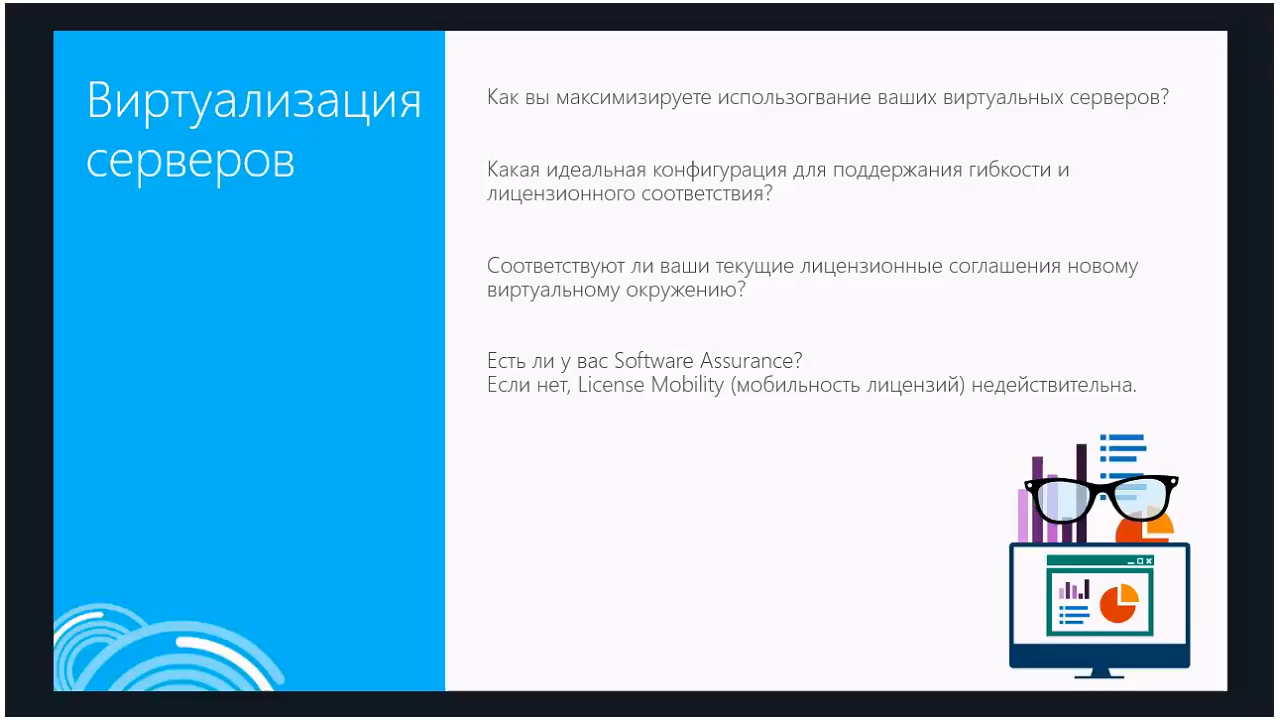 Виртуализация
серверов
Как вы максимизируете использогвание ваших виртуальных серверов?
Какая идеальная конфигурация для поддержания гибкости и
лицензионного соответствия?
Соответствуют ли ваши текущие лицензионные соглашения новому
виртуальному окружению?
Есть ли у вас Software Assurance?
Если нет, License Mobility (мобильность лицензий) недействительна.